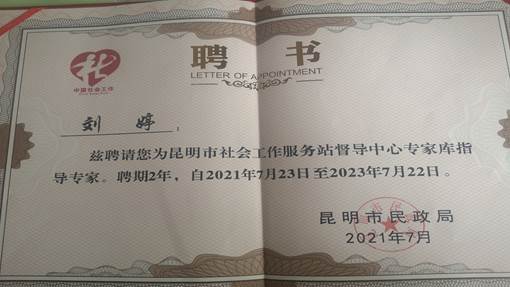 聘 书
LETTER OF APPOINTMENT
中国社会工作
刘 婷：
兹聘请您为昆明市社会工作服务站督导中心专家库指
导专家。聘期2年，自2021年7月23日至2023年7月22日。
昆明市民政局
2021年7月